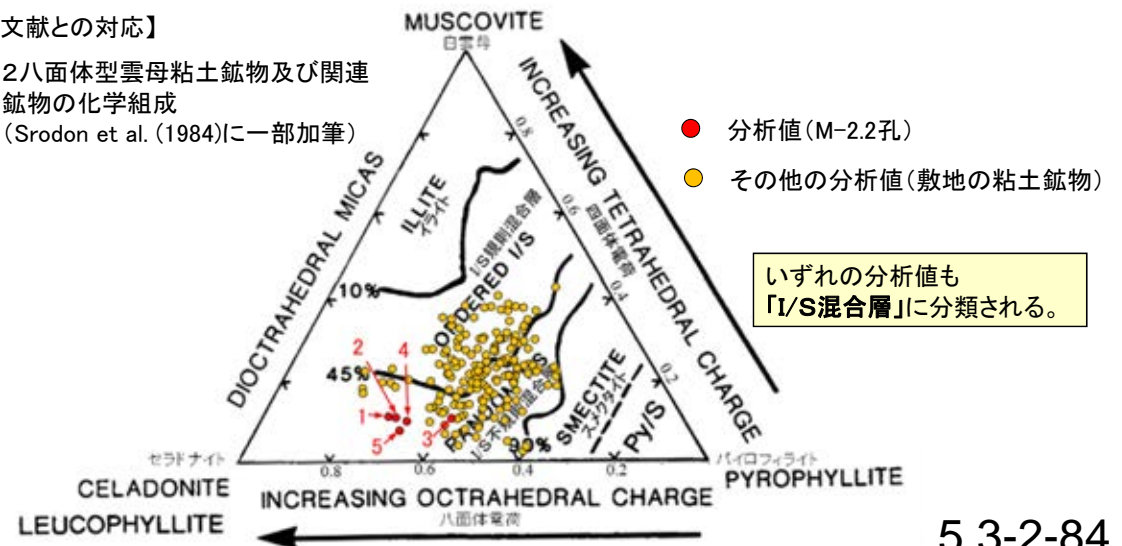 文献との対応】
2八面体型雲母粘土鉱物及び関連
鉱物の化学組成
(Srodon et al. (1984)に一部加筆)
MUSCOVITE
白雲母
INCREASING TETRAHEDRAL CHARGE
四面体電荷
分析値(M-2.2孔)
その他の分析値(敷地の粘土鉱物)
いずれの分析値も
「I/S混合層」に分類される。
DIOCTRAHEDRAL MICAS
ILLITE
イライト
I/S規則混合層
ORDERED I/S
0.8
0.6
0.4
0.2
10%
45%
2
4
1
5
3
I/S不規則混合層
SMECTITE
スメクタイト
Py/S
セラドナイト
CELADONITE
LEUCOPHYLLITE
0.8
0.6
0.4
0.2
パイロフィライト
PYROPHYLLITE
INCREASING OCTRAHEDRAL CHARGE
八面体電荷
5.3-2-84